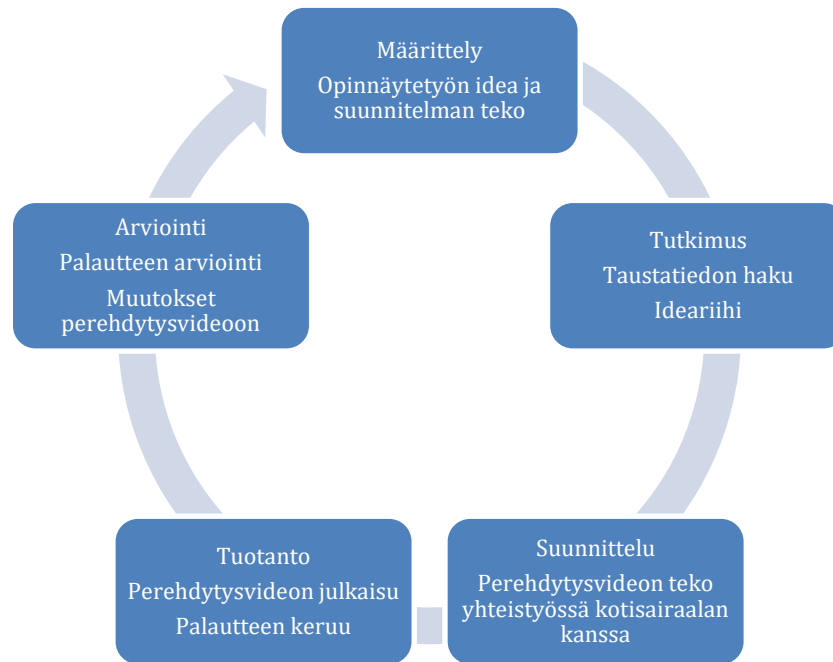 Määrittely
Opinnäytetyön idea ja
suunnitelman teko
Tutkimus
Taustatiedon haku
Ideariihi
Suunnittelu
Perehdytysvideon teko
yhteistyössä kotisairaalan
kanssa
Tuotanto
Perehdytysvideon julkaisu
Palautteen keruu
Arviointi
Palautteen arviointi
Muutokset
perehdytysvideoon